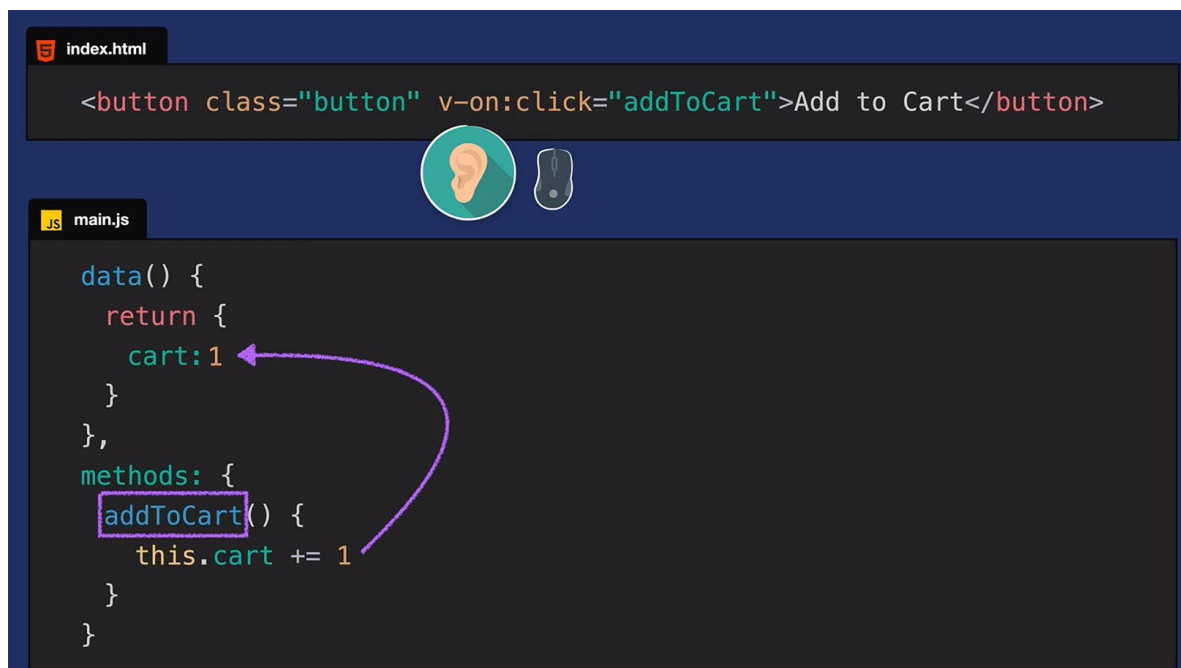 index.html
<button class="button" v-on:click="addToCart">Add to Cart</button>
JS main.js
data() {
return {
cart: 1
}
},
methods: {
addToCart() {
this.cart += 1
}
}